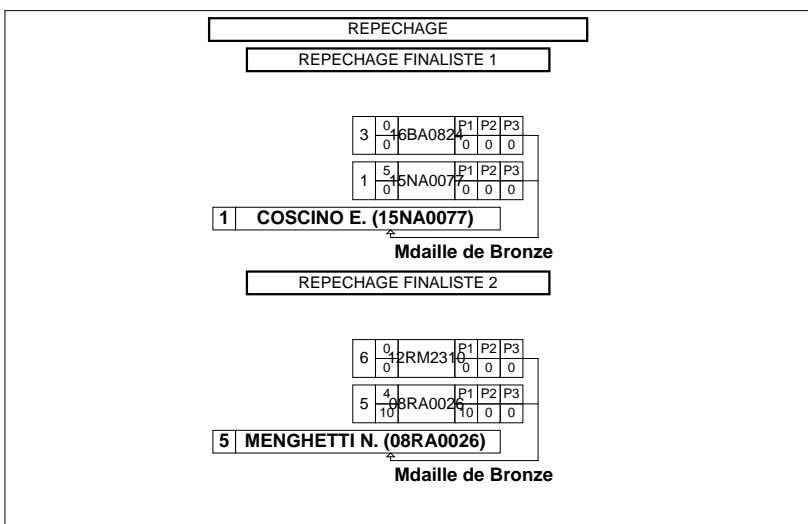 REPECHAGE
REPECHAGE FINALISTE 1
3 0 0 16BA0824 P1 P2 P3
0 0 0
1 5 0 15NA0077 P1 P2 P3
0 0 0
1 COSCINO E. (15NA0077)
Mdaille de Bronze
REPECHAGE FINALISTE 2
6 0 0 12RM2310 P1 P2 P3
0 0 0
5 4 10 08RA0026 P1 P2 P3
10 0 0
5 MENGHETTI N. (08RA0026)
Mdaille de Bronze